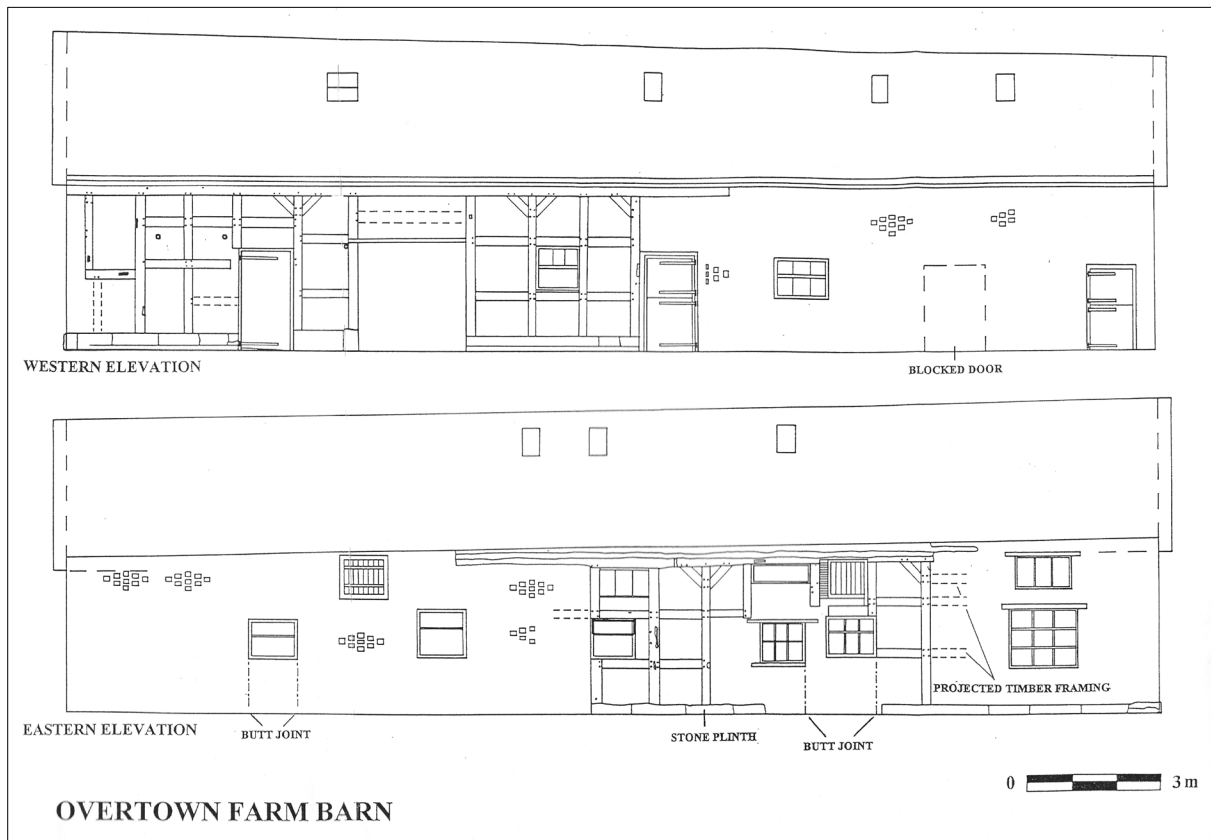 WESTERN ELEVATION
BLOCKED DOOR
PROJECTED TIMBER FRAMING
EASTERN ELEVATION
BUTT JOINT
STONE PLINTH
BUTT JOINT
0 3 m
OVERTOWN FARM BARN